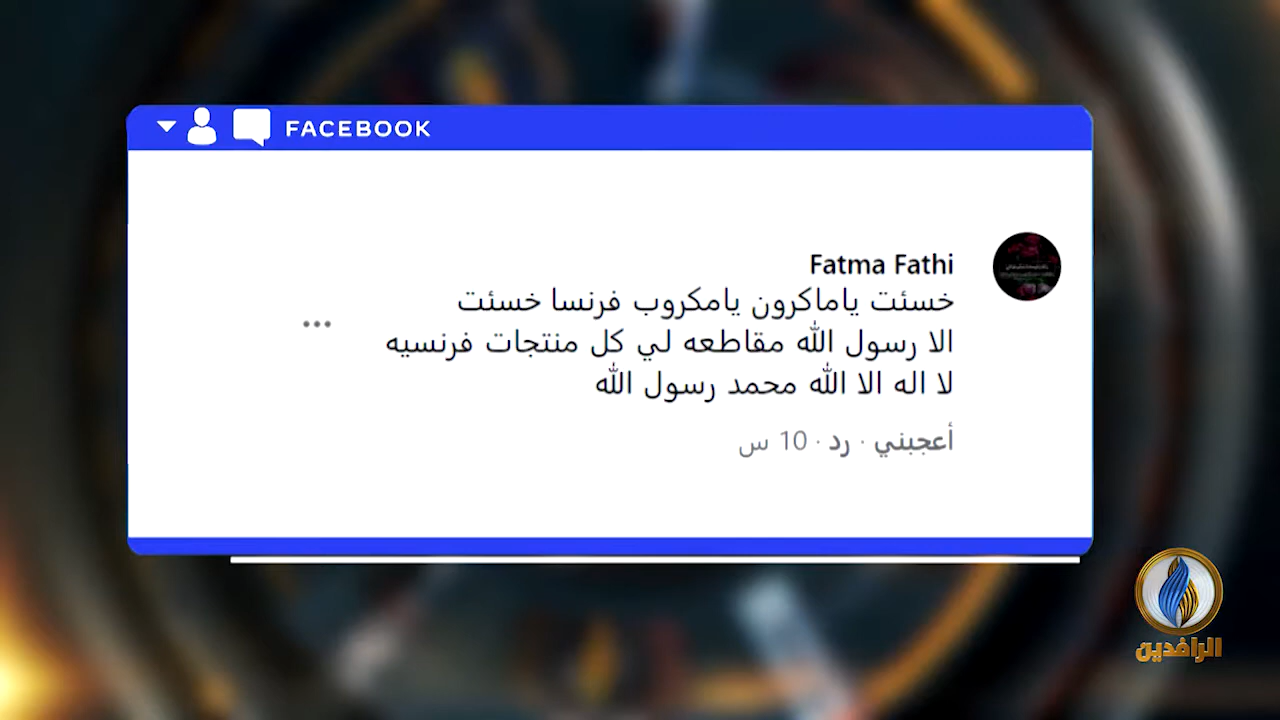 FACEBOOK
Fatma Fathi
خسئت ياماكرون يامكروب فرنسا خسئت
الا رسول الله مقاطعه لي كل منتجات فرنسيه
لا اله الا الله محمد رسول الله
أعجبني · رد · 10 س
الرافدين